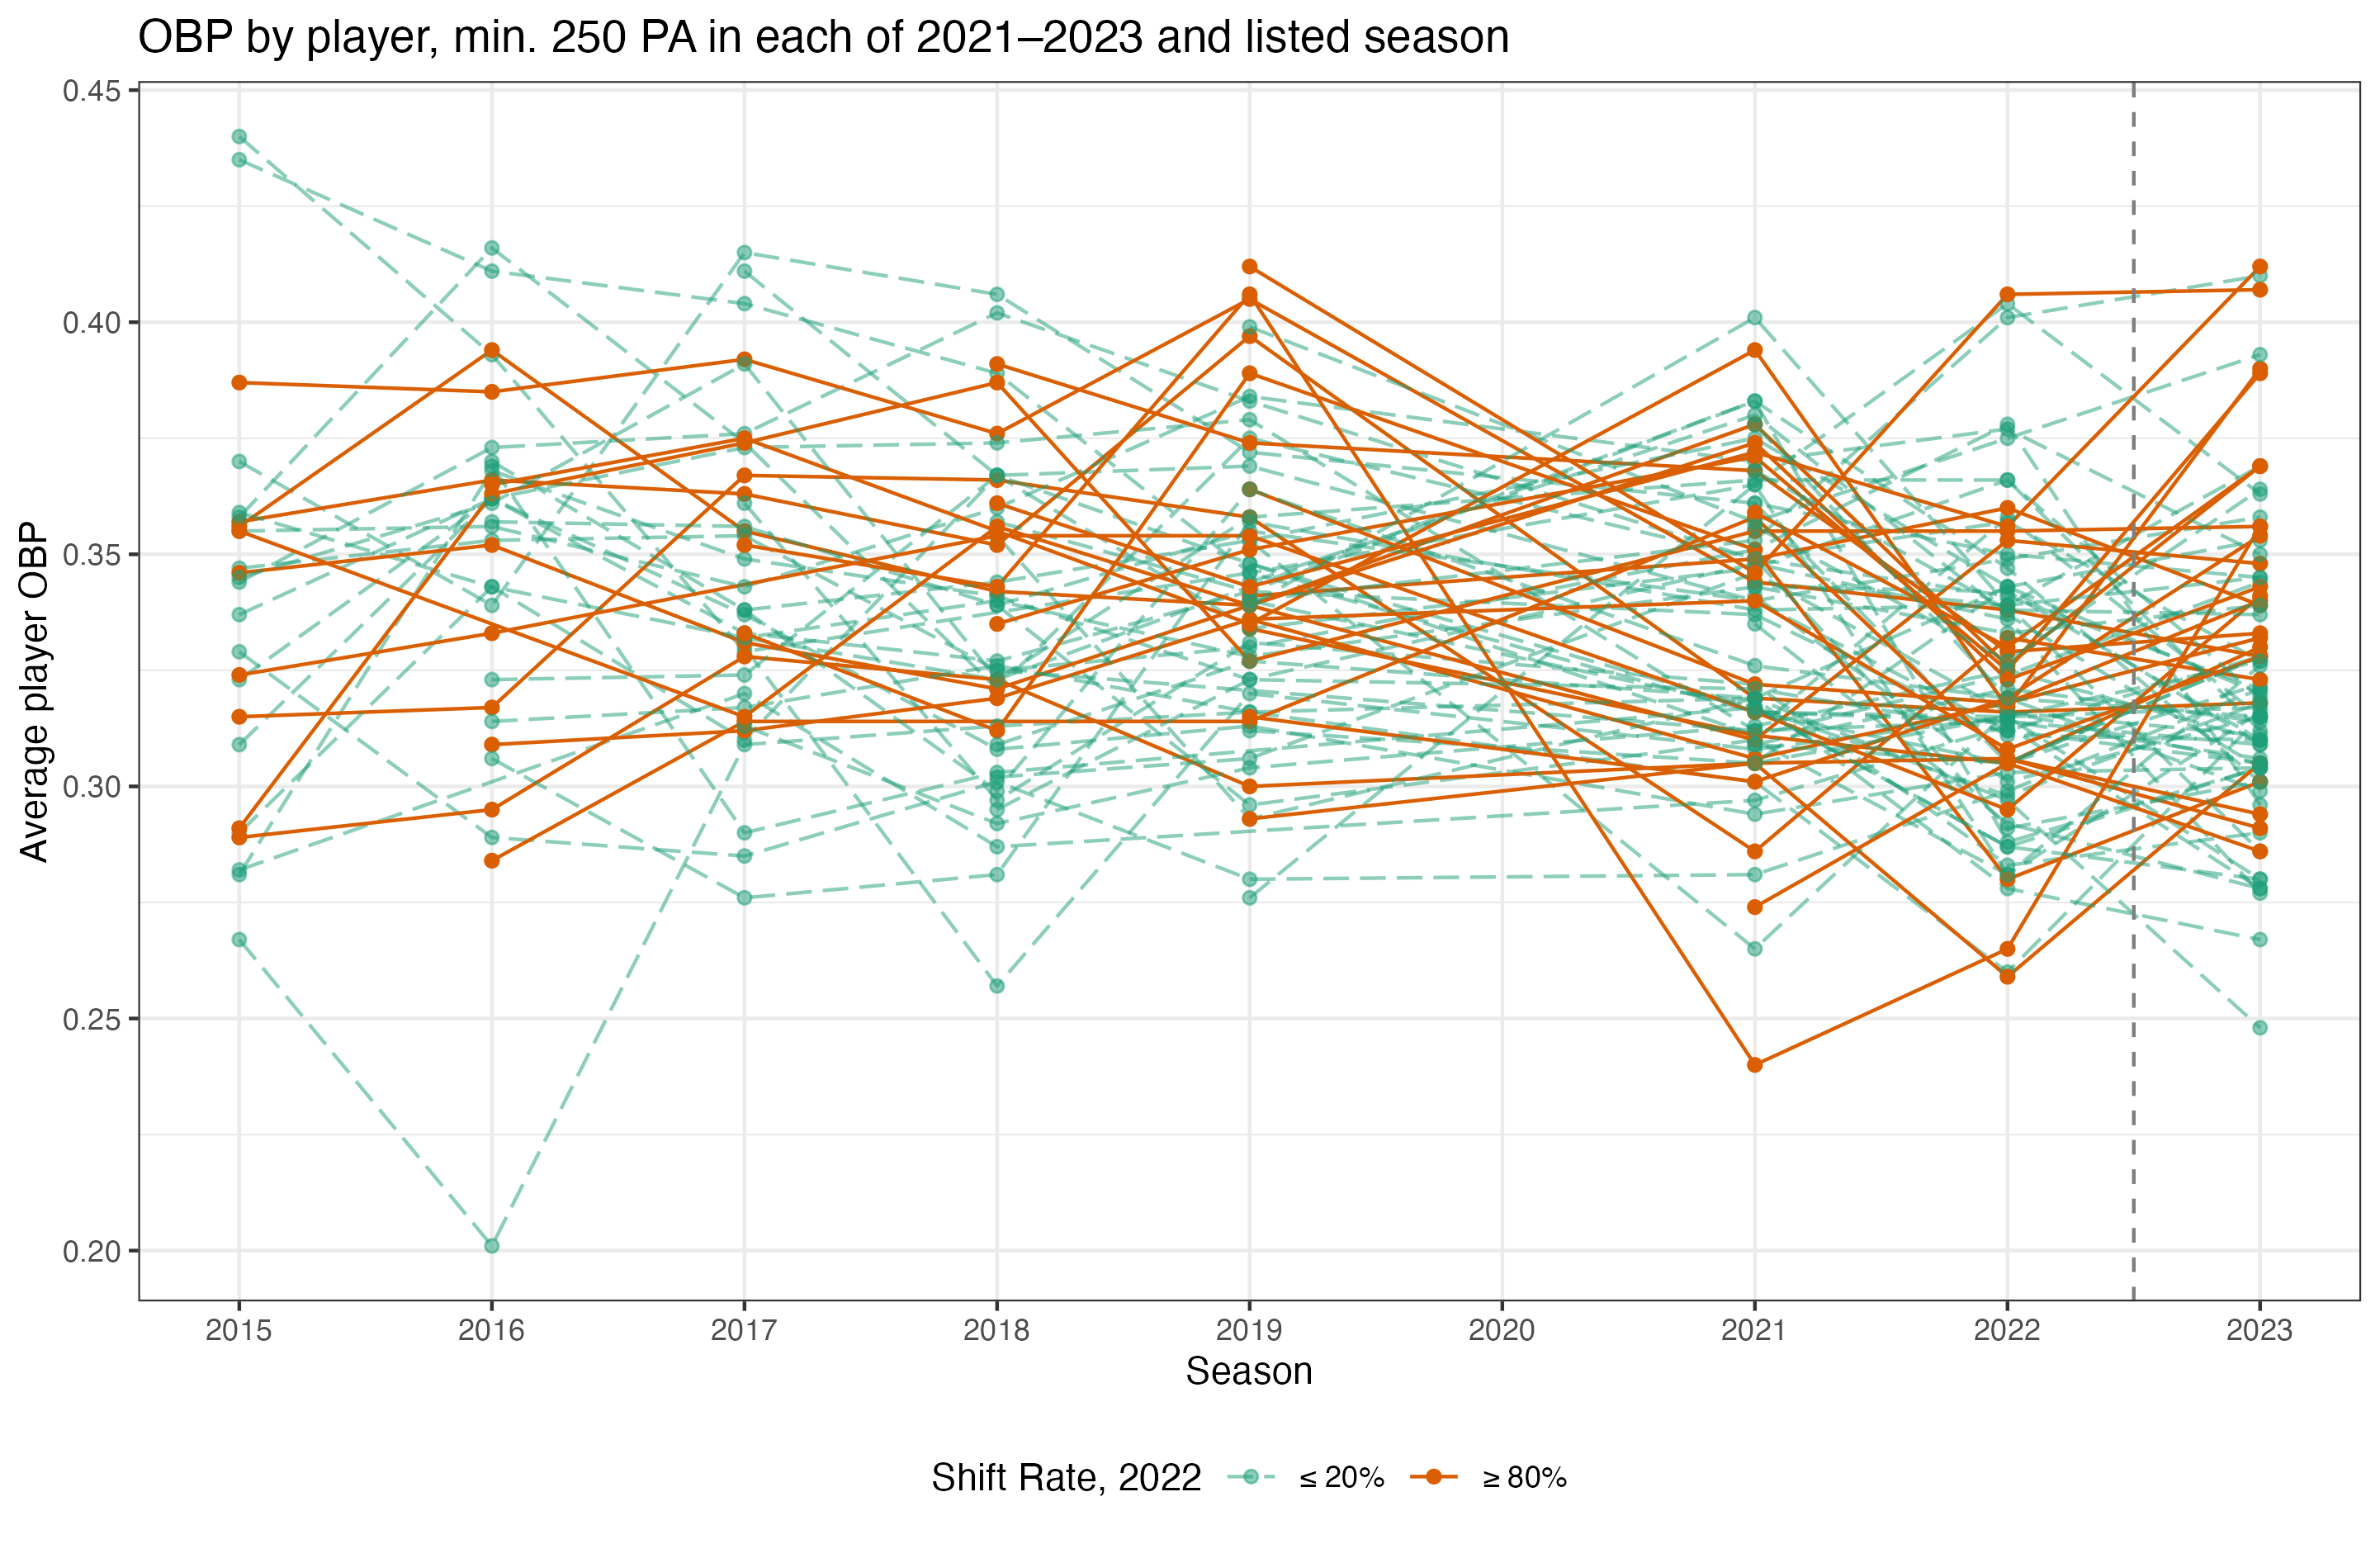 OBP by player, min. 250 PA in each of 2021–2023 and listed season
Average player OBP
0.45
0.40
0.35
0.30
0.25
0.20
2015 2016 2017 2018 2019 2020 2021 2022 2023
Season
Shift Rate, 2022 ≤ 20% ≥ 80%